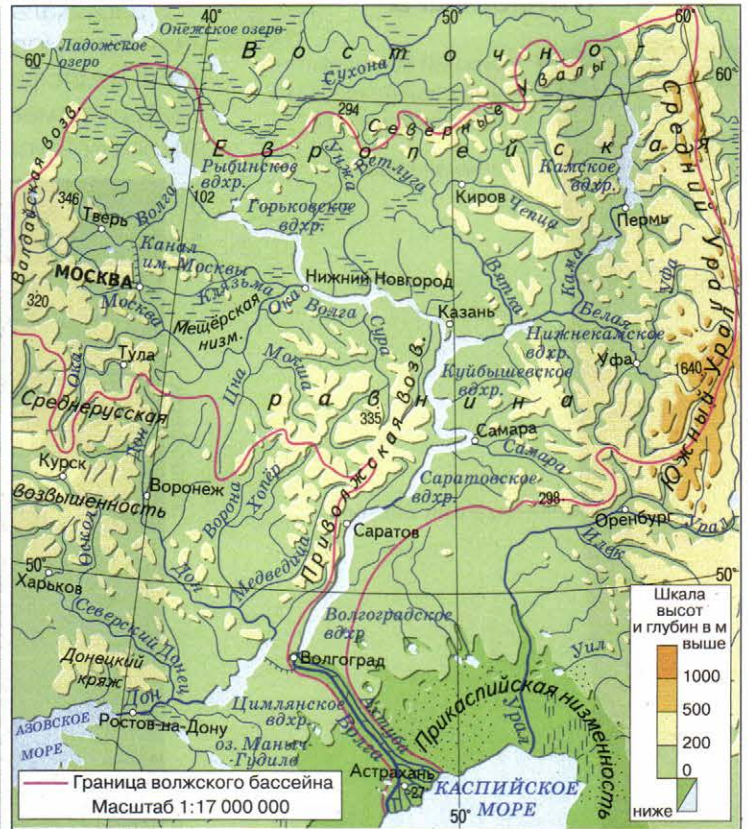 40°
50°
60°
Онежское озеро
Ладожское
озеро
60°
60°
Восточно-
Сухона
Увалы
Северные
294
Европейская
Валдайская возв.
Рыбинское
вдхр.
Унжа
Ветлуга
Камское
вдхр.
Средний Урал
346
Тверь
Волга
102
Горьковское
вдхр.
Киров
Чепца
Пермь
Канал
им. Москвы
МОСКВА
Клязьма
Нижний Новгород
Вятка
Кама
Уфа
320
Москва
Мещёрская
низм.
Ока
Волга
Сура
Казань
Белая
Нижнекамское
вдхр.
Уфа
Тула
Ока
Цна
Мокша
Куйбышевское
вдхр.
1640
Южный Урал
равнина
335
Среднерусская
возвышенность
Приволжская возв.
Самара
Самара
Курск
Дон
Воронеж
Ворона
Хопёр
Саратовское
вдхр.
298
Саратов
Оренбург
Урал
Илек
50°
50°
Оскол
Медведица
Дон
Харьков
Северский Донец
Волгоградское
вдхр
Шкала
высот
и глубин в м
выше
1000
500
200
0
ниже
Донецкий
кряж
Волгоград
Уил
Дон
Цимлянское
вдхр.
Ростов-на-Дону
АЗОВСКОЕ
МОРЕ
оз. Маныч-
Гудило
Ахтуба
Волга
Прикаспийская низменность
Урал
Астрахань
-27
КАСПИЙСКОЕ
МОРЕ
50°
Граница волжского бассейна
Масштаб 1:17 000 000